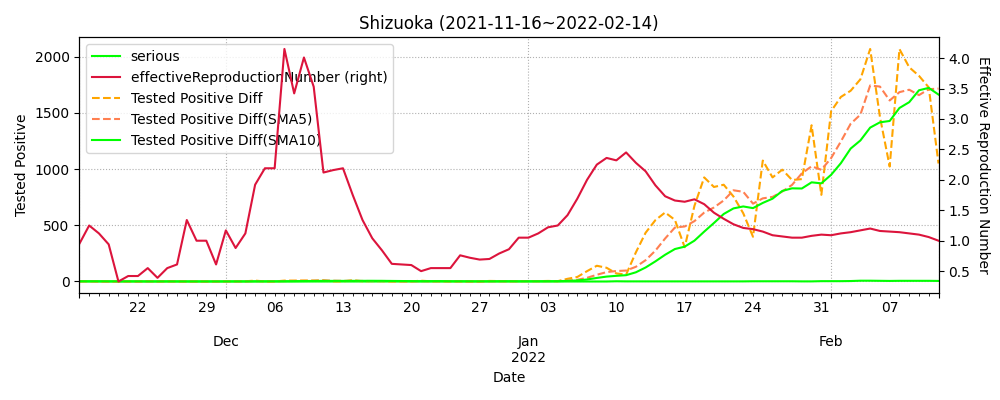 Shizuoka (2021-11-16~2022-02-14)
serious
effectiveReproductionNumber (right)
Tested Positive Diff
Tested Positive Diff(SMA5)
Tested Positive Diff(SMA10)
Tested Positive
2000
1500
1000
500
0
Effective Reproduction Number
4.0
3.5
3.0
2.5
2.0
1.5
1.0
0.5
22 29 06 13 20 27 03 10 17 24 31 07
Dec Jan Feb
2022
Date